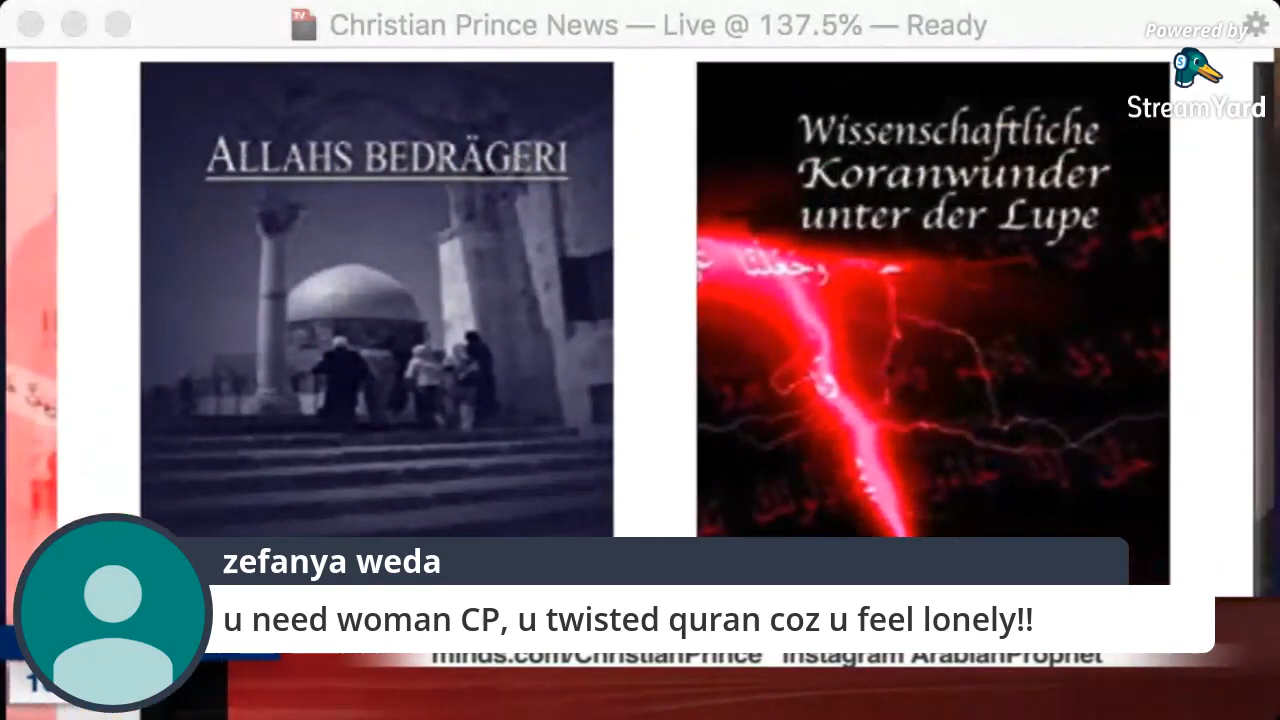 Christian Prince News — Live @ 137.5% — Ready
Powered by
StreamYard
ALLAHS BEDRÄGERI
Wissenschaftliche
Koranwunder
unter der Lupe
zefanya weda
u need woman CP, u twisted quran coz u feel lonely!!
minds.com/ChristianPrince Instagram ArabianProphet